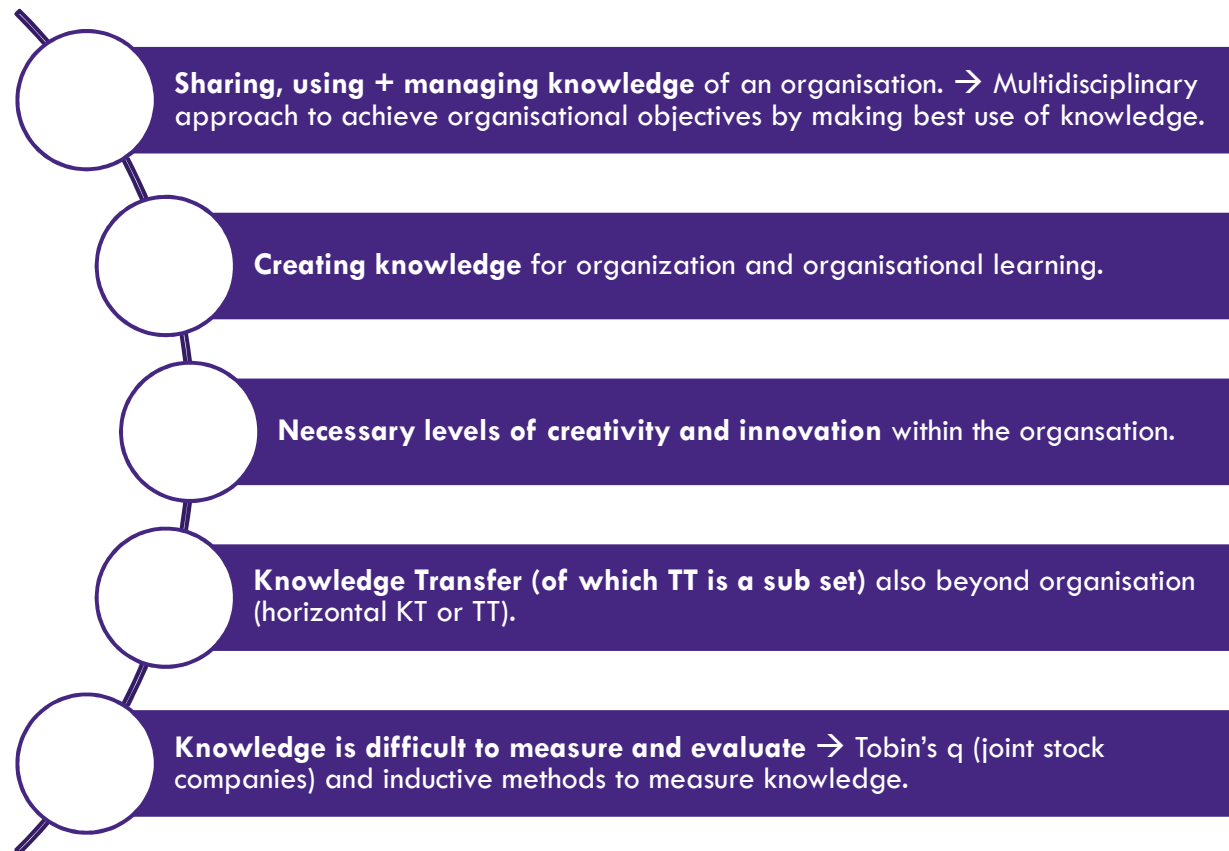 Sharing, using + managing knowledge of an organisation. → Multidisciplinary
approach to achieve organisational objectives by making best use of knowledge.
Creating knowledge for organization and organisational learning.
Necessary levels of creativity and innovation within the organsation.
Knowledge Transfer (of which TT is a sub set) also beyond organisation
(horizontal KT or TT).
Knowledge is difficult to measure and evaluate → Tobin’s q (joint stock
companies) and inductive methods to measure knowledge.